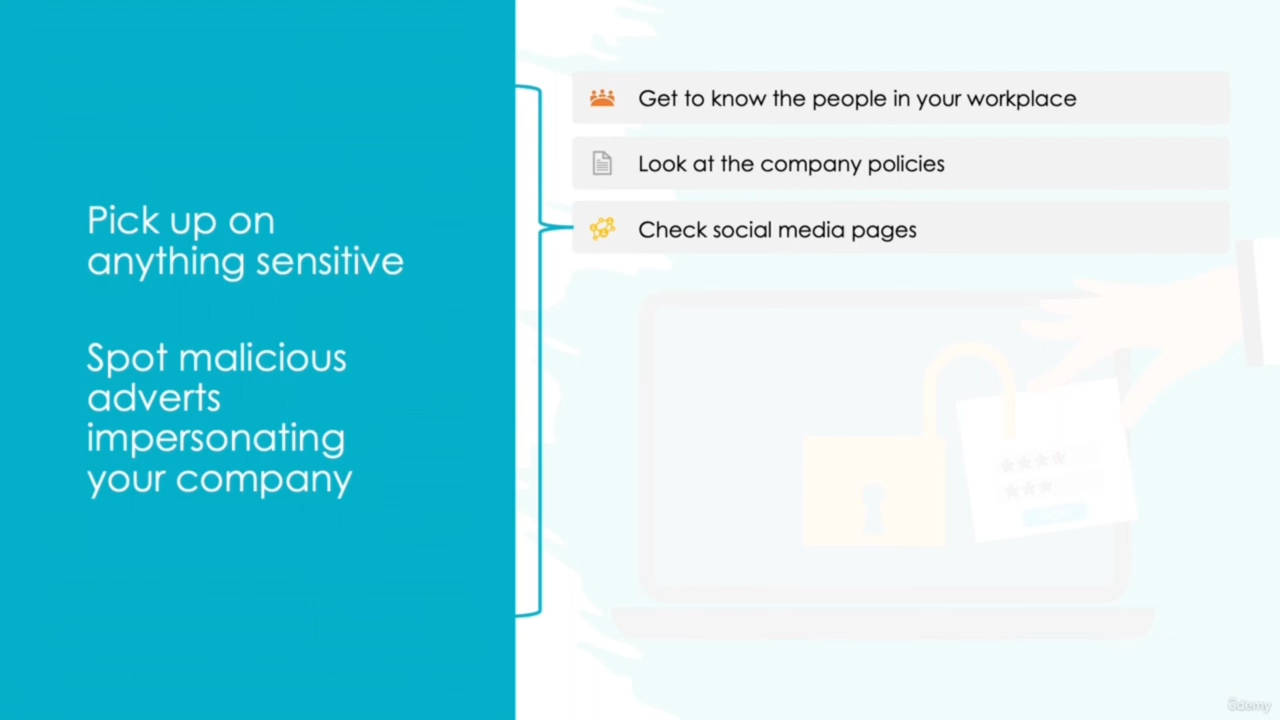 Pick up on
anything sensitive
Spot malicious
adverts
impersonating
your company
Get to know the people in your workplace
Look at the company policies
Check social media pages
ûdemy